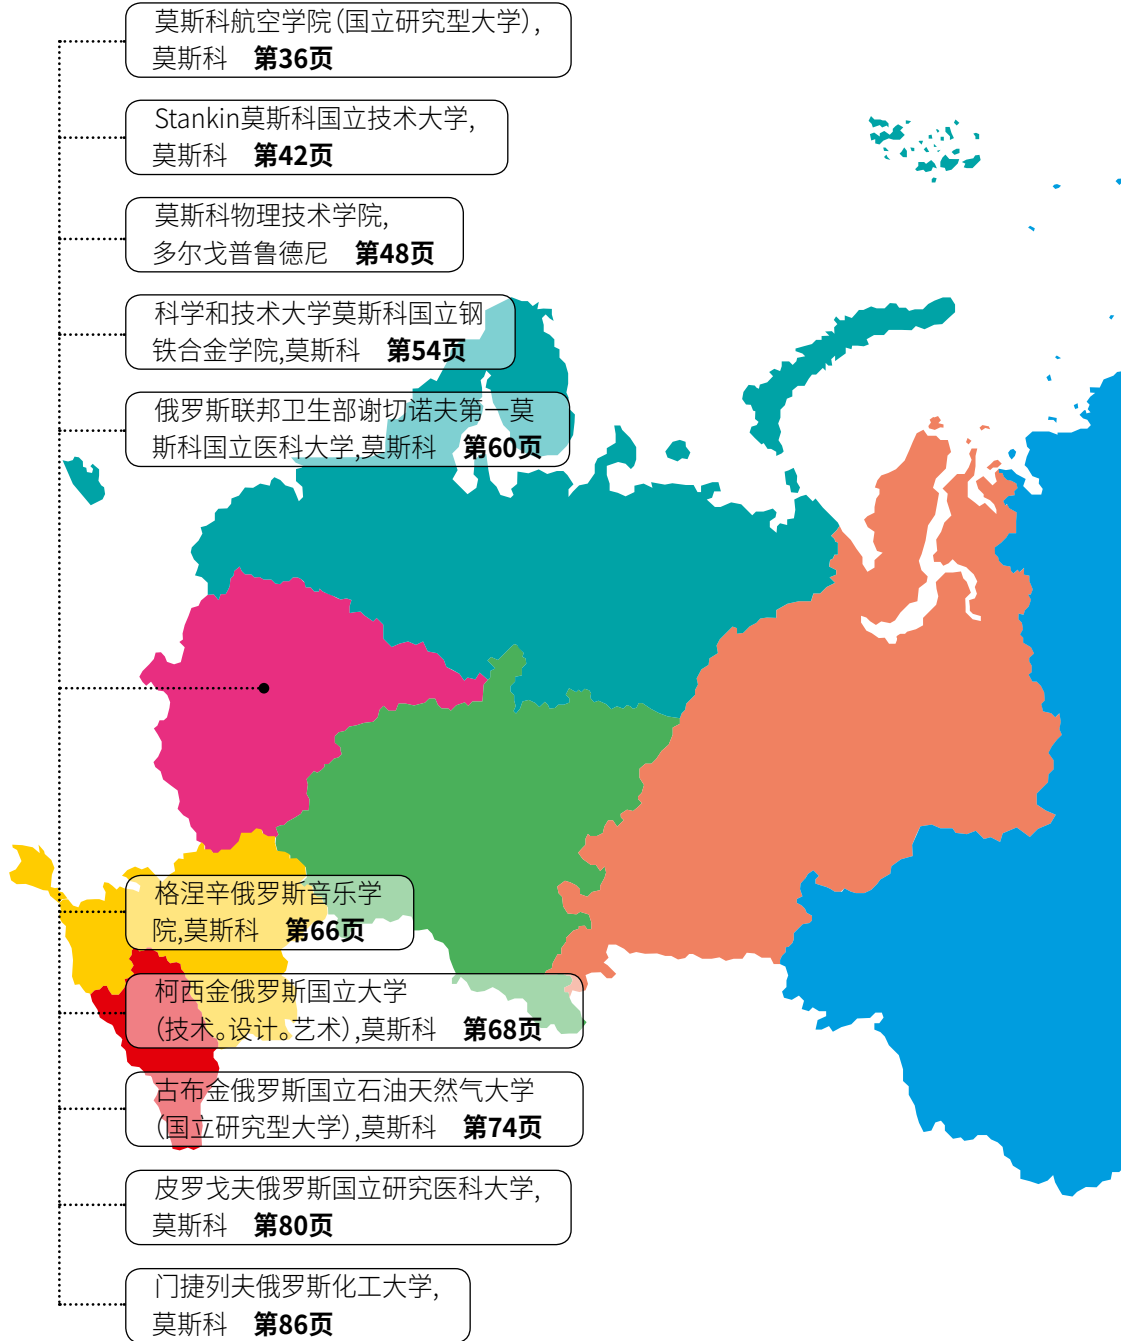 莫斯科航空学院(国立研究型大学),
莫斯科 第36页
Stankin莫斯科国立技术大学,
莫斯科 第42页
莫斯科物理技术学院,
多尔戈普鲁德尼 第48页
科学和技术大学莫斯科国立钢
铁合金学院,莫斯科 第54页
俄罗斯联邦卫生部谢切诺夫第一莫
斯科国立医科大学,莫斯科 第60页
格涅辛俄罗斯音乐学
院,莫斯科 第66页
柯西金俄罗斯国立大学
(技术。设计。艺术),莫斯科 第68页
古布金俄罗斯国立石油天然气大学
(国立研究型大学),莫斯科 第74页
皮罗戈夫俄罗斯国立研究医科大学,
莫斯科 第80页
门捷列夫俄罗斯化工大学,
莫斯科 第86页